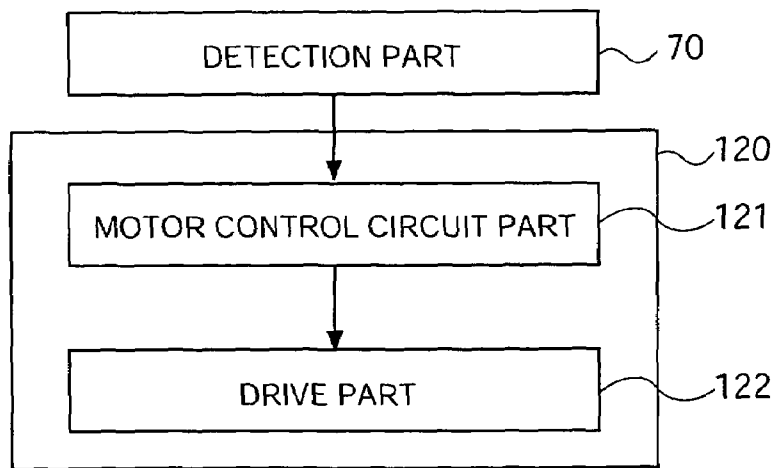 DETECTION PART
70
120
MOTOR CONTROL CIRCUIT PART
121
DRIVE PART
122